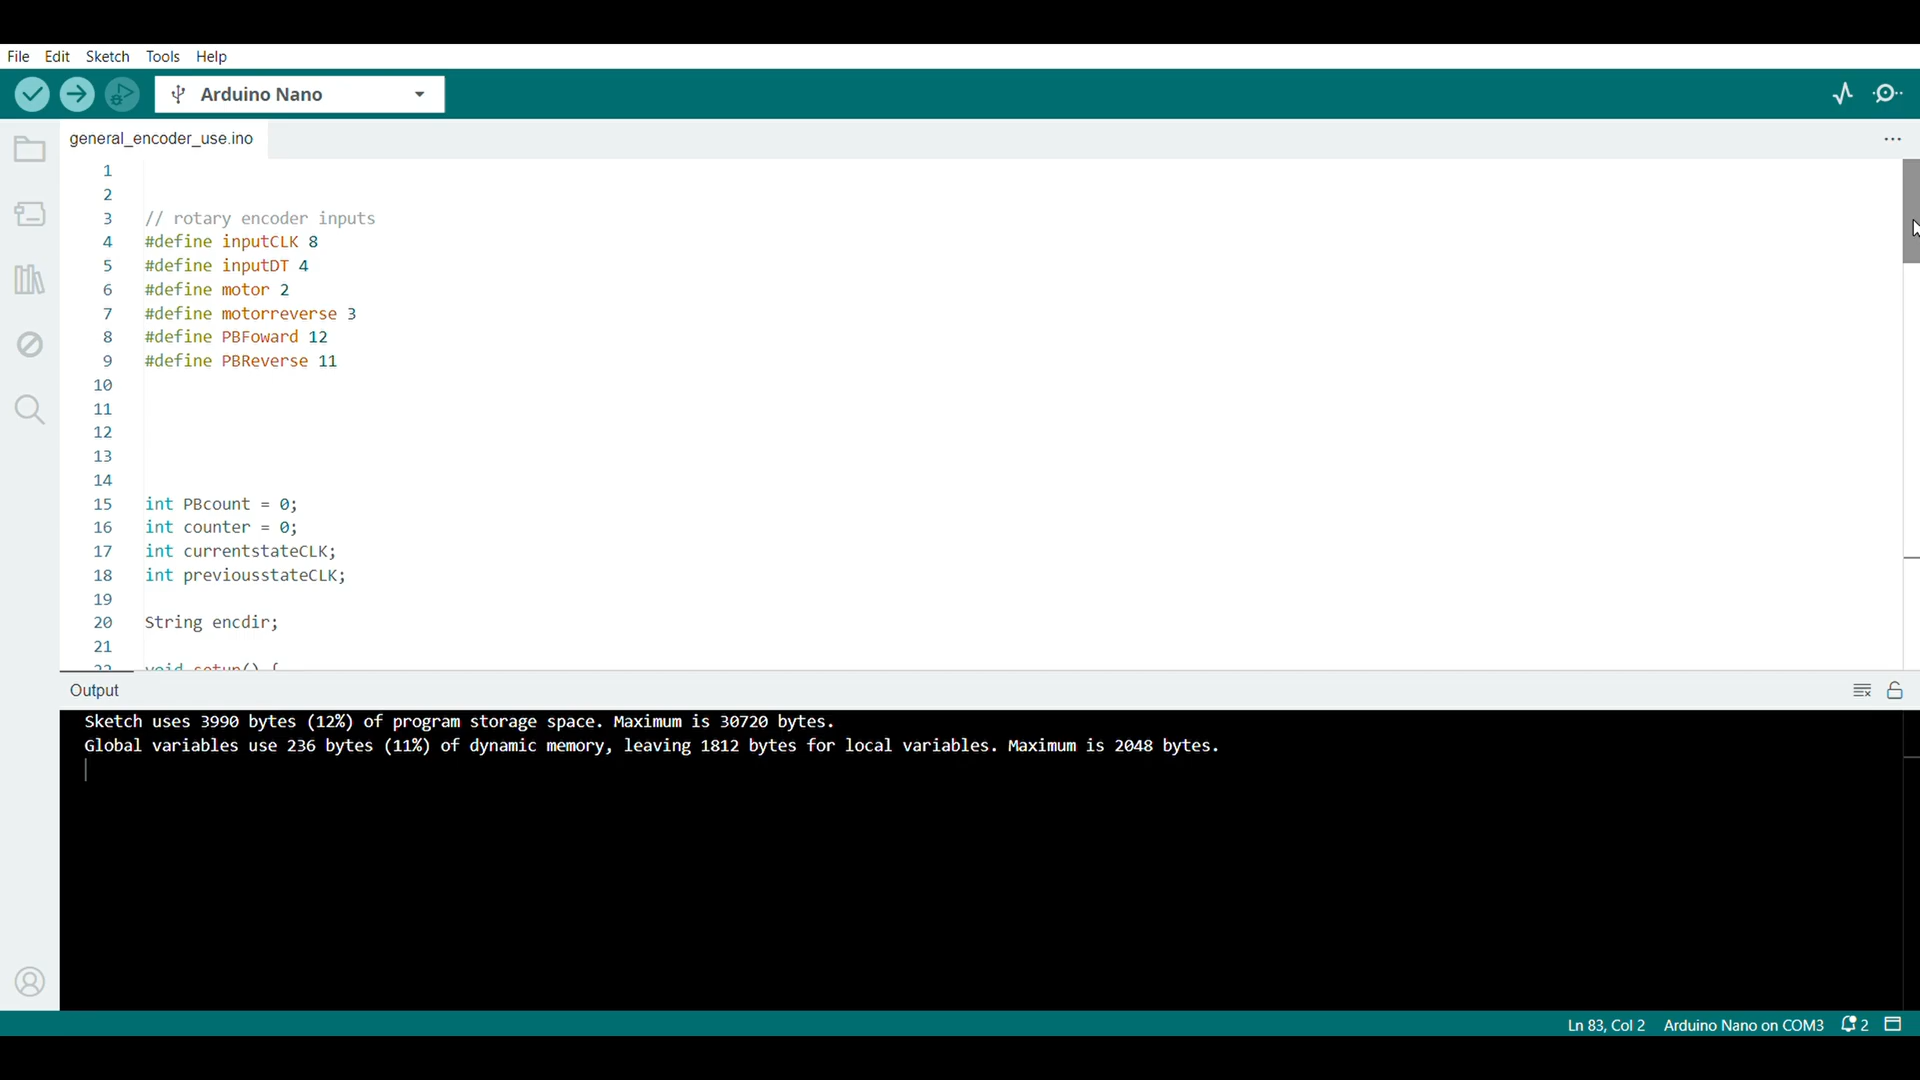 File Edit Sketch Tools Help
Arduino Nano
general_encoder_use.ino
...
1
2
3 // rotary encoder inputs
4 #define inputCLK 8
5 #define inputDT 4
6 #define motor 2
7 #define motorreverse 3
8 #define PBFoward 12
9 #define PBReverse 11
10
11
12
13
14
15 int PBcount = 0;
16 int counter = 0;
17 int currentstateCLK;
18 int previousstateCLK;
19
20 String encdir;
21
22 void setup() {
Output
Sketch uses 3990 bytes (12%) of program storage space. Maximum is 30720 bytes.
Global variables use 236 bytes (11%) of dynamic memory, leaving 1812 bytes for local variables. Maximum is 2048 bytes.
Ln 83, Col 2 Arduino Nano on COM3 2